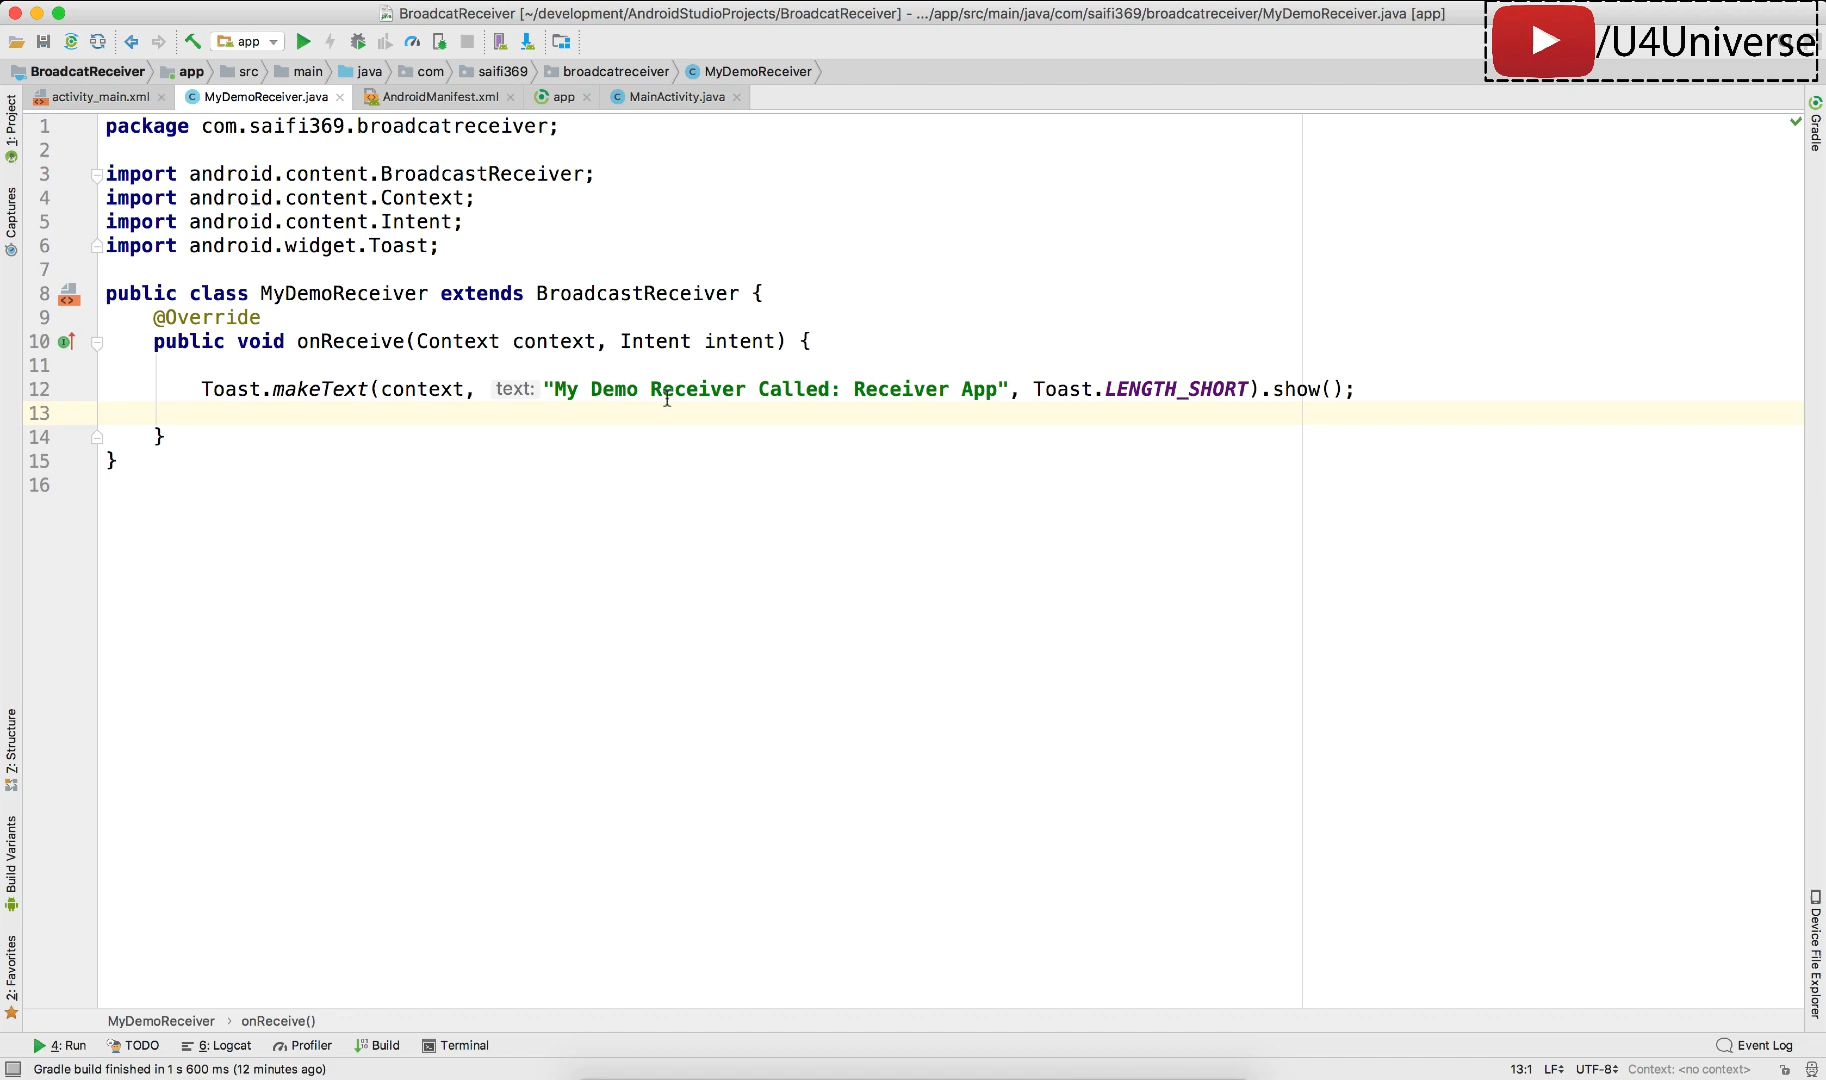 BroadcatReceiver [~/development/AndroidStudioProjects/BroadcatReceiver] - .../app/src/main/java/com/saifi369/broadcatreceiver/MyDemoReceiver.java [app]
/U4Universe
app
BroadcatReceiver app src main java com saifi369 broadcatreceiver MyDemoReceiver
activity_main.xml MyDemoReceiver.java AndroidManifest.xml app MainActivity.java
1: Project
Captures
Z: Structure
Build Variants
2: Favorites
Gradle
Device File Explorer
1 package com.saifi369.broadcatreceiver;
2
3 import android.content.BroadcastReceiver;
4 import android.content.Context;
5 import android.content.Intent;
6 import android.widget.Toast;
7
8 public class MyDemoReceiver extends BroadcastReceiver {
9 @Override
10 public void onReceive(Context context, Intent intent) {
11
12 Toast.makeText(context, text: "My Demo Receiver Called: Receiver App", Toast.LENGTH_SHORT).show();
13
14 }
15 }
16
MyDemoReceiver › onReceive()
4: Run TODO 6: Logcat Profiler Build Terminal Event Log
Gradle build finished in 1 s 600 ms (12 minutes ago) 13:1 LF UTF-8 Context: <no context>